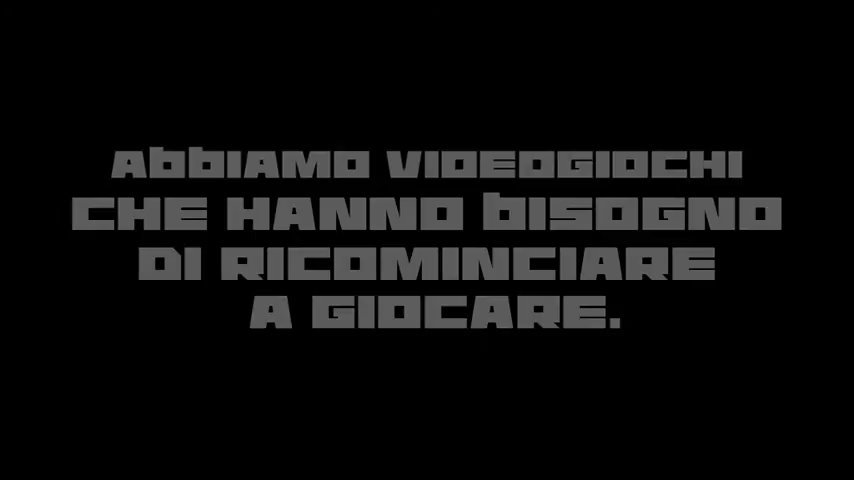 ABBIAMO VIDEOGIOCHI
CHE HANNO BISOGNO
DI RICOMINCIARE
A GIOCARE.